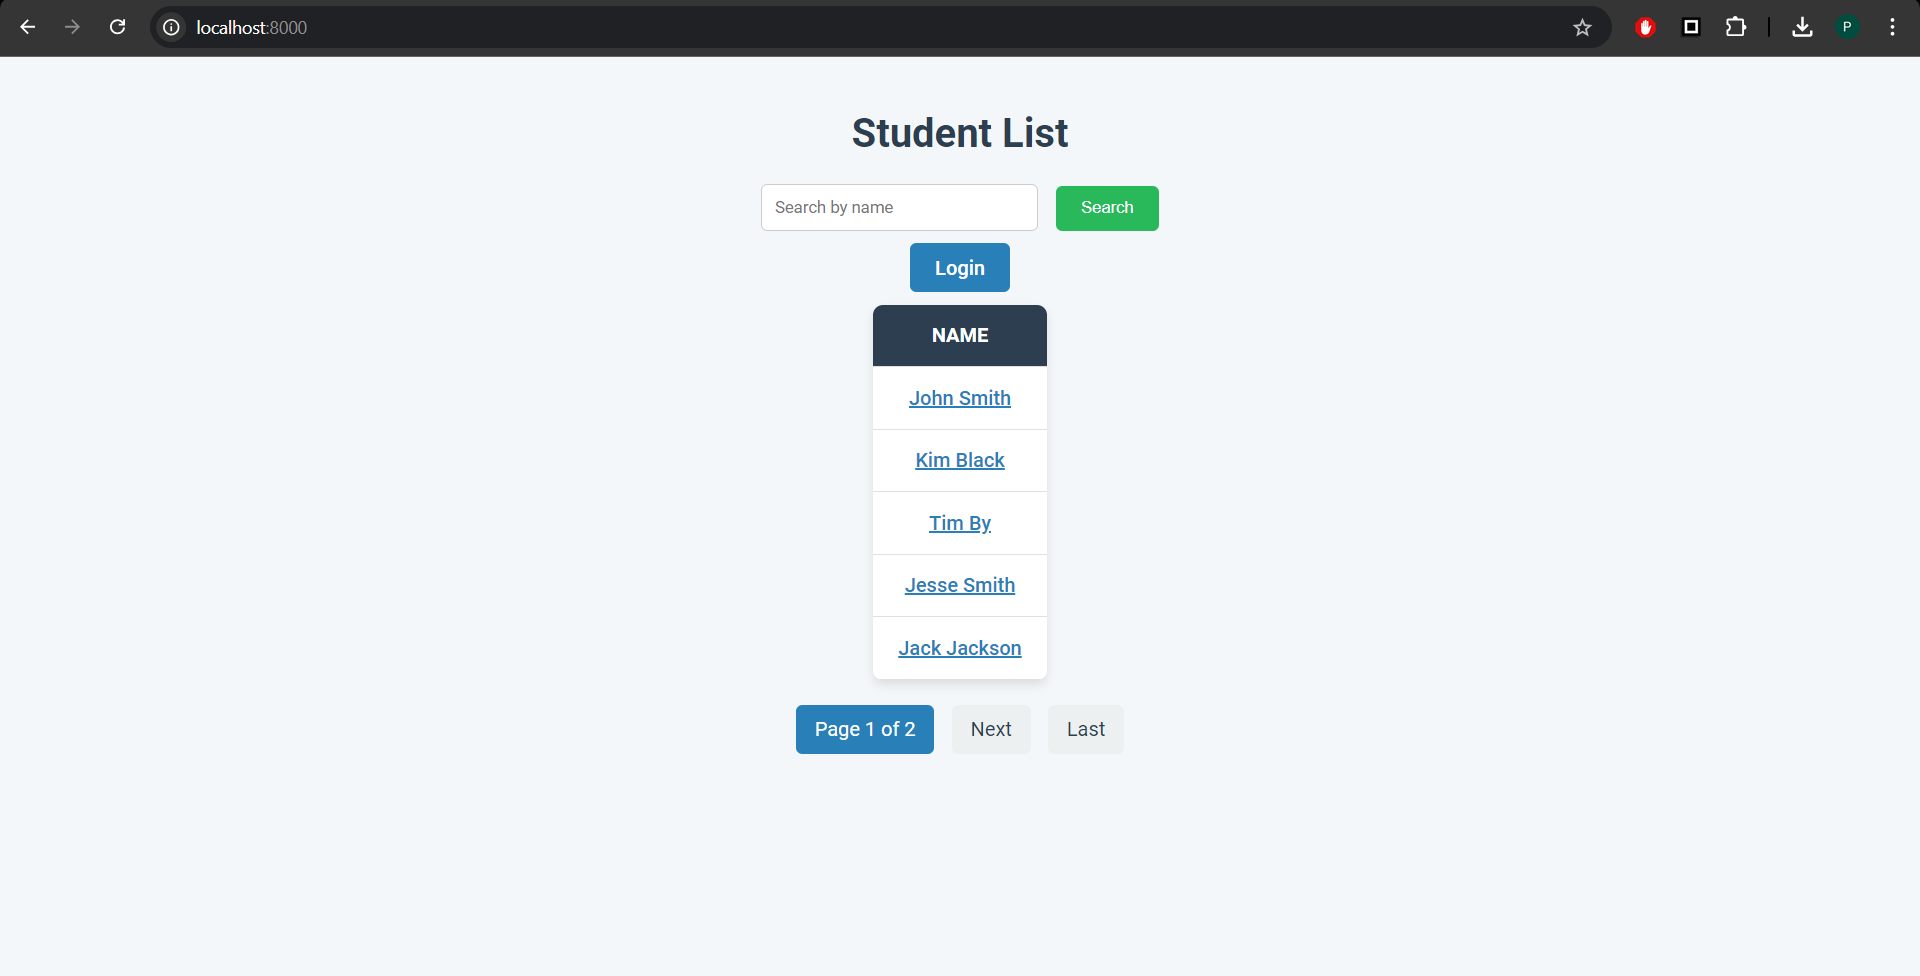 localhost:8000
P
Student List
Search by name Search
Login
NAME
John Smith
Kim Black
Tim By
Jesse Smith
Jack Jackson
Page 1 of 2 Next Last